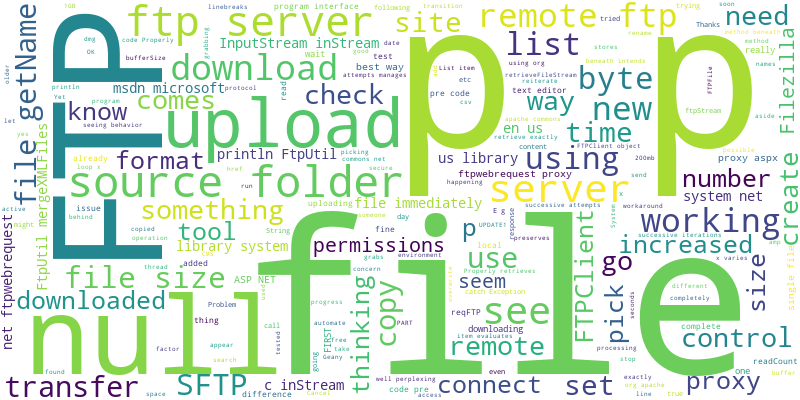 FTP
file
null
p p
upload
ftp server
source folder
download
remote ftp
site
list
need
InputStream inStream
msdn microsoft
comes
check
byte
way
new
time
Filezilla
create
getName
file
know
format
println FtpUtil
en us
us library
using
server
number
system net
ftpwebrequest proxy
proxy aspx
something
file immediately
tool
permissions
p
working
increased
library system
use
FTPClient
go
size
file size
ASP NET
thinking
copy
see
seem
remote
pick
control
downloaded
net ftpwebrequest
FtpUtil mergeXMLFiles
transfer
SFTP
c inStream
connect
set
proxy
reqFTP
downloading
readCount
program interface
linebreaks
code Properly
bufferSize
best way
attempts manages
text editor
pre code
List item
etc
csv
retrieveFileStream
using org
beneath intends
apache commons
retrieve exactly
FTPClient object
FTPFile
ftpStream
method beneath
Thanks
transition
following
trying
rename
stores
really
names
possible
aside
simple file
200mb
send
workaround
happening
successive attempts
successive iterations
x varies
UPDATE!
response
preserves
local
Properly retrieves
catch Exception
overwrite
item evaluates
PART
FIRST
automate
Geany
progress
environment
concern
grabs
uploading
someone
day
fine
String
thread
operation
copied
behind
issue
added
already
loop x
seeing behavior
println
program
dmg
OK
Yet
older
let
yes
active
might
found
space
line
true
org apache
exactly
processing
stop
seconds
complete
completely
different
buffer
one
access
well perplexing
code pre
difference
Cancel
search
tested
call
appear
factor
thing
Problem
run
href
commons net
picking
secure
protocol
read
wait
test
date
good
tried
grabbing
method
soon
content
even
free
take
going
used